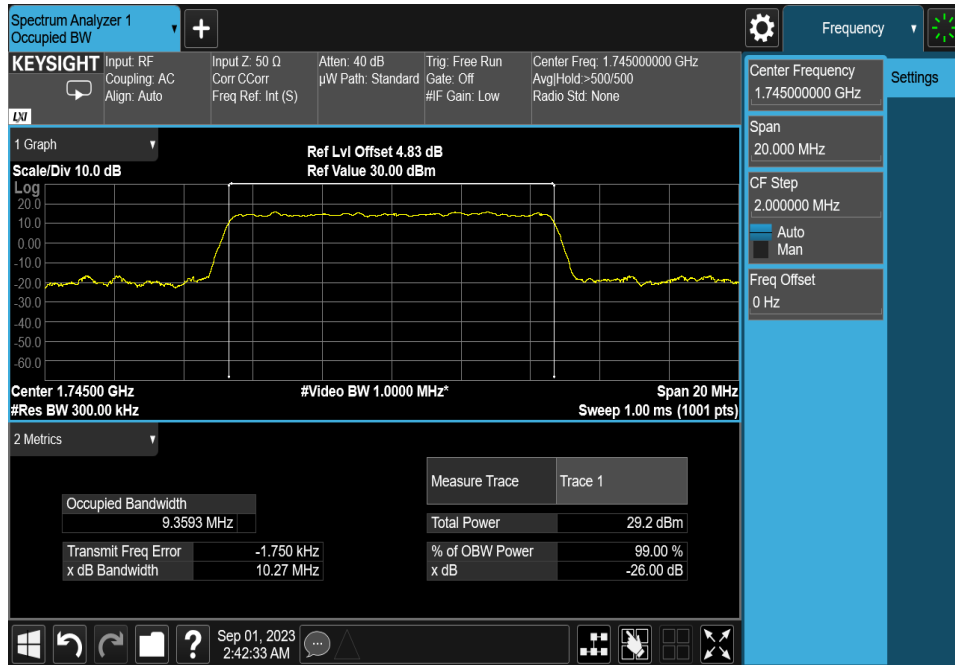 Spectrum Analyzer 1
Occupied BW
Frequency
KEYSIGHT
LXI
Input: RF
Coupling: AC
Align: Auto
Input Z: 50 Ω
Corr CCorr
Freq Ref: Int (S)
Atten: 40 dB
µW Path: Standard
Trig: Free Run
Gate: Off
#IF Gain: Low
Center Freq: 1.745000000 GHz
Avg|Hold:>500/500
Radio Std: None
Center Frequency
1.745000000 GHz
Settings
Span
20.000 MHz
CF Step
2.000000 MHz
Auto
Man
Freq Offset
0 Hz
1 Graph
Scale/Div 10.0 dB
Ref Lvl Offset 4.83 dB
Ref Value 30.00 dBm
Log
20.0
10.0
0.00
-10.0
-20.0
-30.0
-40.0
-50.0
-60.0
Center 1.74500 GHz
#Video BW 1.0000 MHz*
Span 20 MHz
#Res BW 300.00 kHz
Sweep 1.00 ms (1001 pts)
2 Metrics
Measure Trace Trace 1
Occupied Bandwidth
9.3593 MHz
Total Power 29.2 dBm
Transmit Freq Error -1.750 kHz
% of OBW Power 99.00 %
x dB Bandwidth 10.27 MHz
x dB -26.00 dB
?
Sep 01, 2023
2:42:33 AM